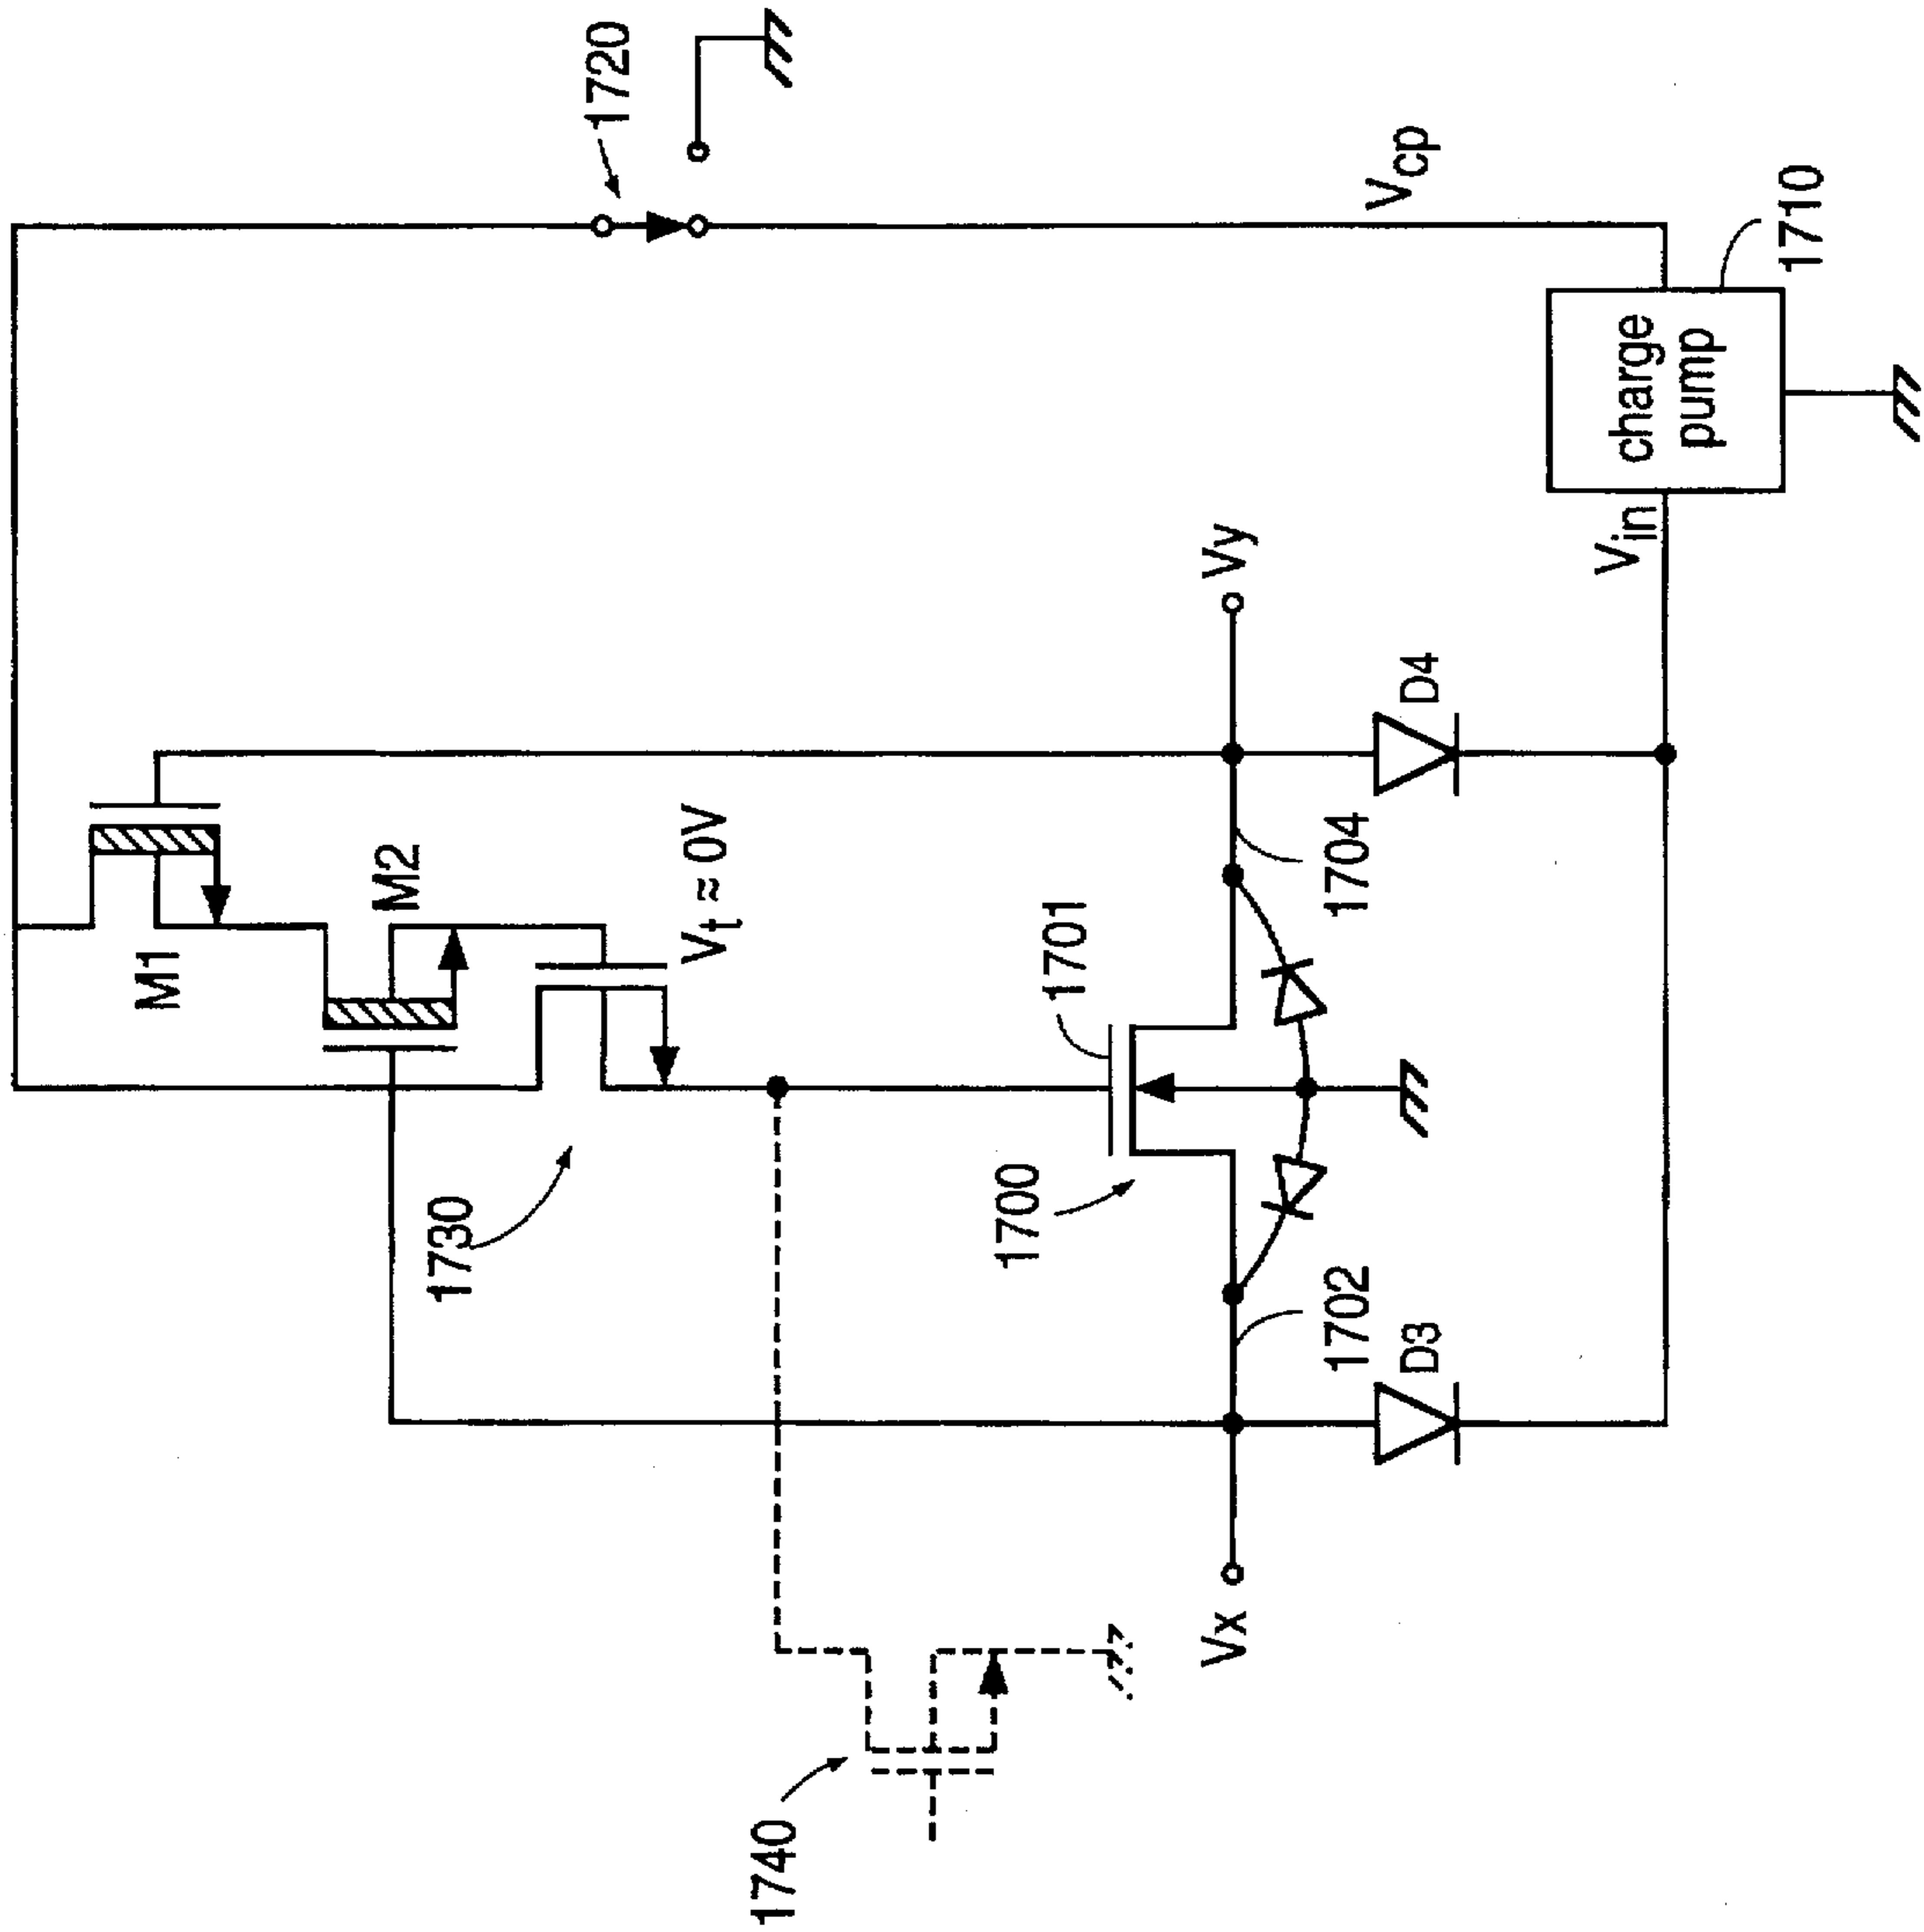 1720
Vcp
1710
charge
pump
Vin
Vy
D4
M1
M2
Vt ≈ 0V
1704
1701
1730
1700
1702
D3
Vx
1740